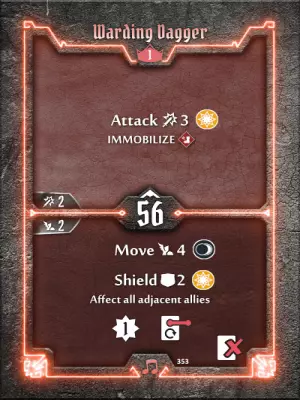 Warding Dagger
1
Attack 3
IMMOBILIZE
2
56
2
Move 4
Shield 2
Affect all adjacent allies
1
353